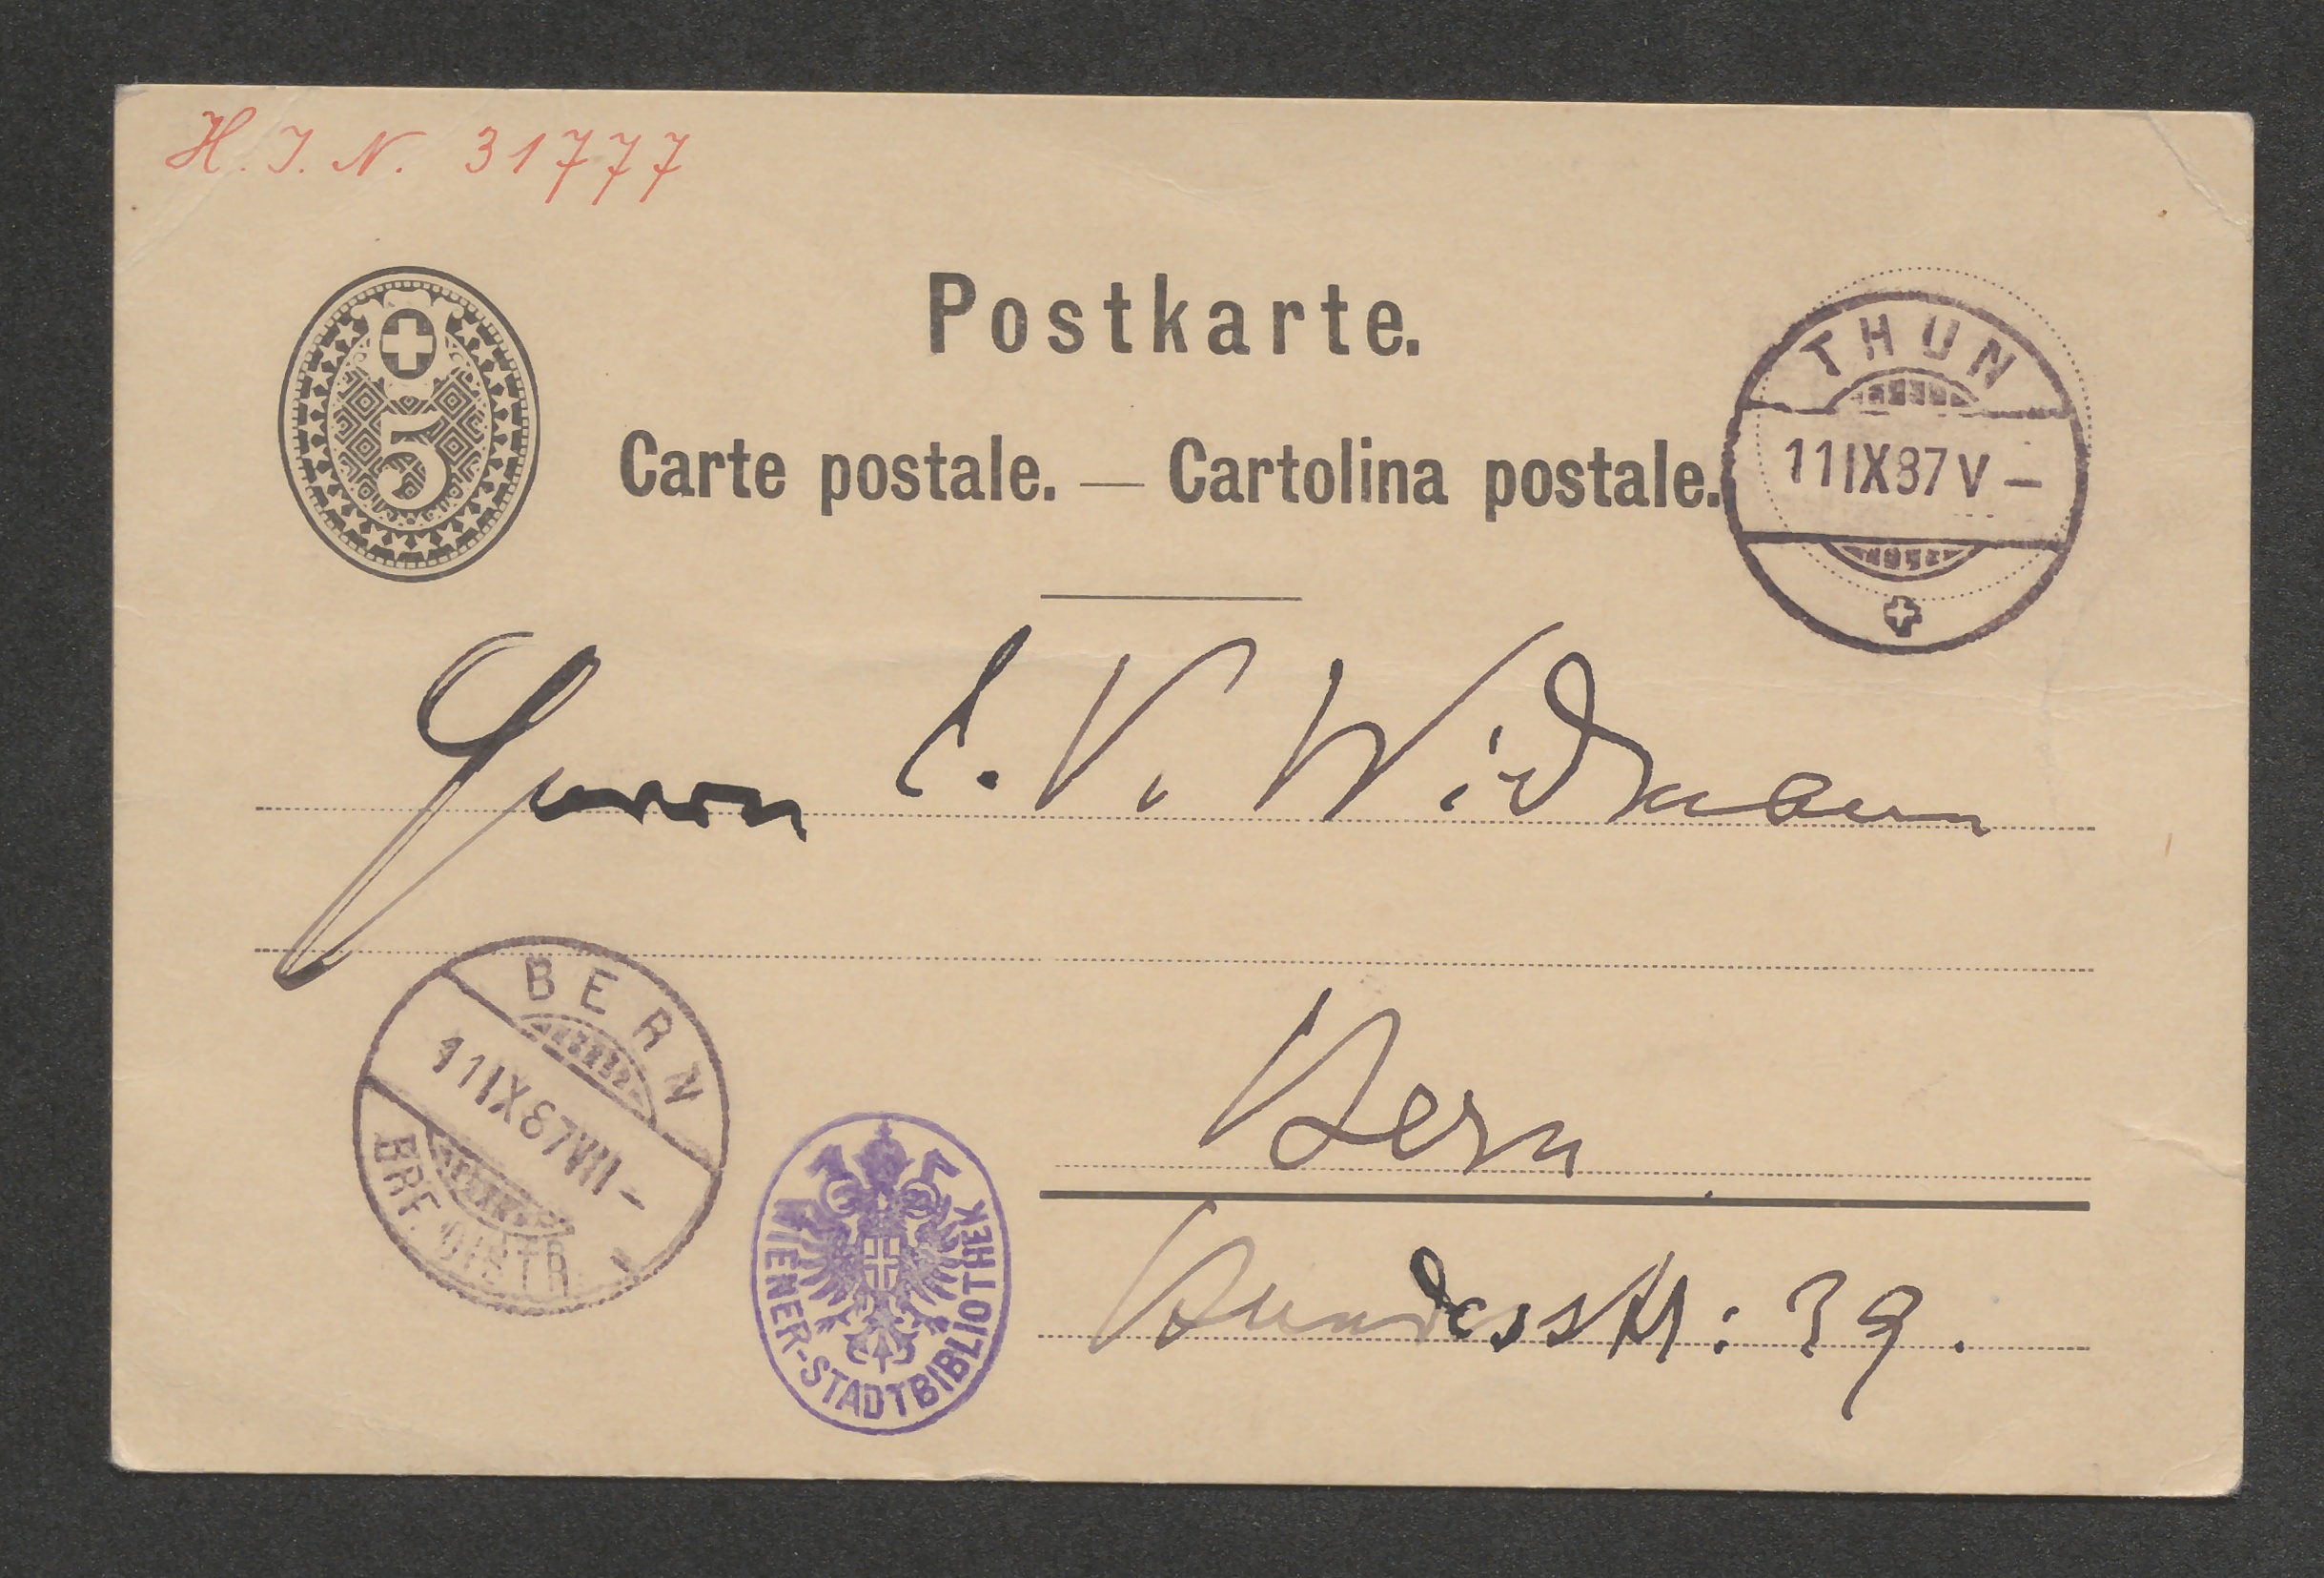 H. I. N. 31777
5
Postkarte.
Carte postale. — Cartolina postale.
THUN
11 IX 87 V –
Herrn J. V. Widmann
BERN
11 IX 87 VII –
BRF. DISTR.
Bern
Bundesstr: 39.
WIENER-STADTBIBLIOTHEK